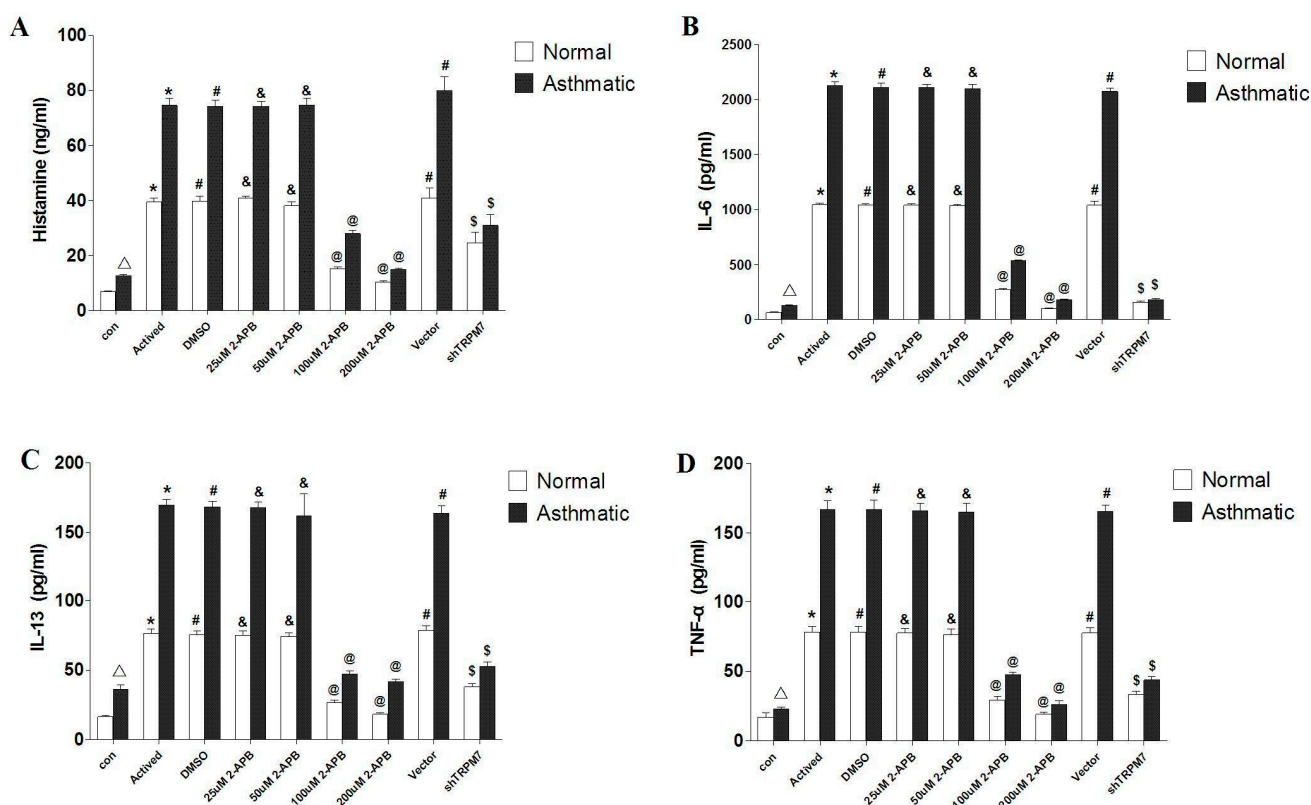 A
Histamine (ng/ml)
100
80
60
40
20
0
Normal
Asthmatic
△
*
*
#
#
&
&
&
&
@
@
@
@
#
#
$
$
con
Actived
DMSO
25uM 2-APB
50uM 2-APB
100uM 2-APB
200uM 2-APB
Vector
shTRPM7
B
IL-6 (pg/ml)
2500
2000
1500
1000
500
0
Normal
Asthmatic
△
*
*
#
#
&
&
&
&
@
@
@
@
#
#
$
$
con
Actived
DMSO
25uM 2-APB
50uM 2-APB
100uM 2-APB
200uM 2-APB
Vector
shTRPM7
C
IL-13 (pg/ml)
200
150
100
50
0
Normal
Asthmatic
△
*
*
#
#
&
&
&
&
@
@
@
@
#
#
$
$
con
Actived
DMSO
25uM 2-APB
50uM 2-APB
100uM 2-APB
200uM 2-APB
Vector
shTRPM7
D
TNF-α (pg/ml)
200
150
100
50
0
Normal
Asthmatic
△
*
*
#
#
&
&
&
&
@
@
@
@
#
#
$
$
con
Actived
DMSO
25uM 2-APB
50uM 2-APB
100uM 2-APB
200uM 2-APB
Vector
shTRPM7